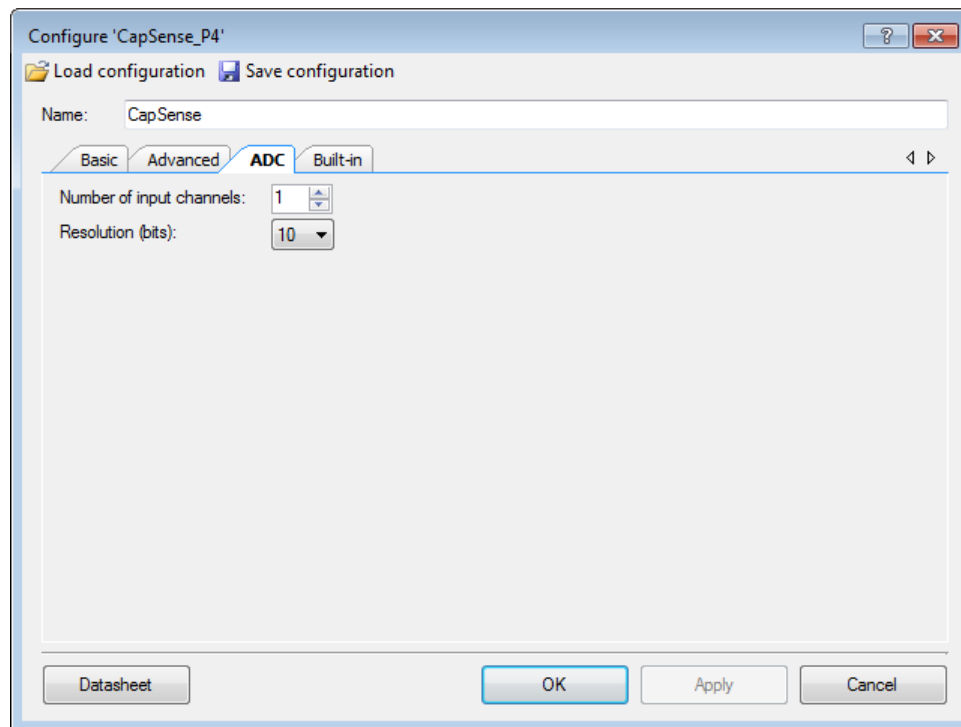 Configure 'CapSense_P4'
Load configuration Save configuration
Name: CapSense
Basic Advanced ADC Built-in
Number of input channels: 1
Resolution (bits): 10
Datasheet OK Apply Cancel